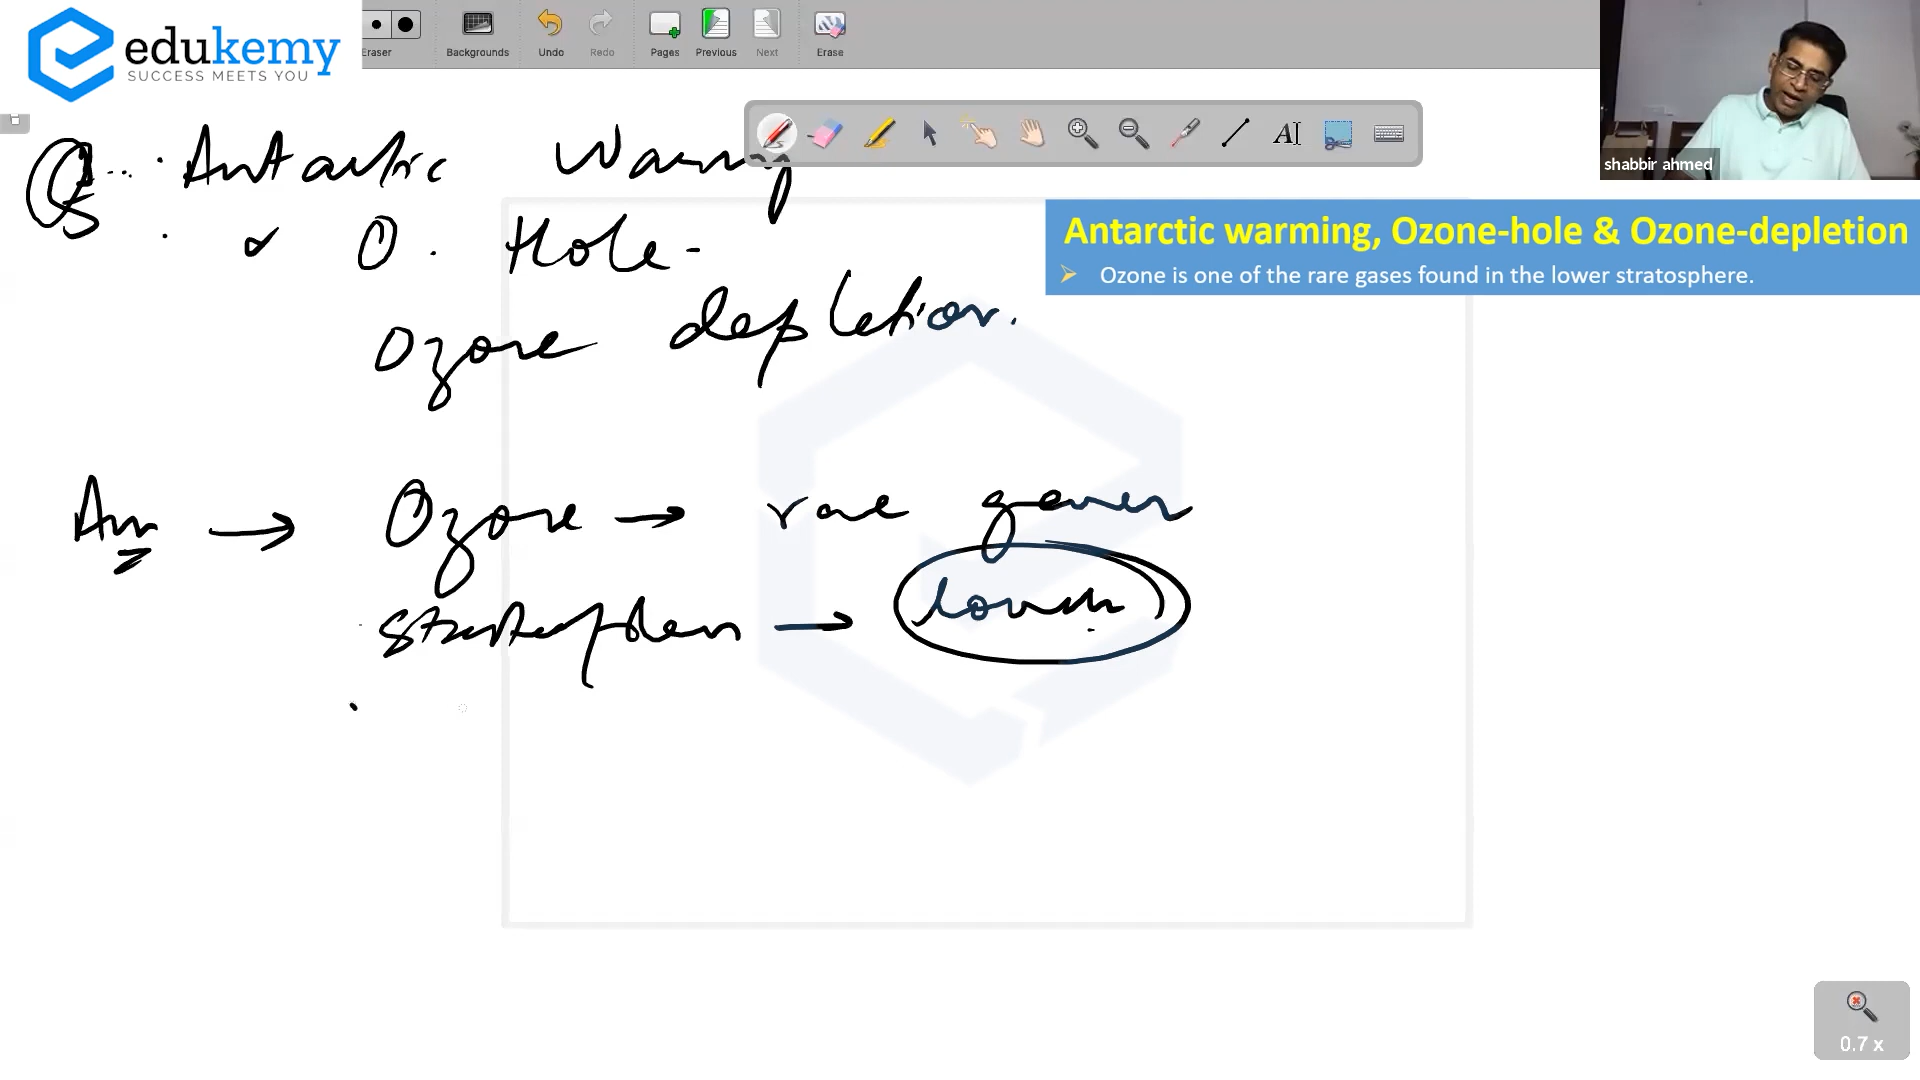 edukemy
SUCCESS MEETS YOU
Eraser
Backgrounds
Undo
Redo
Pages
Previous
Next
Erase
shabbir ahmed
Antarctic warming, Ozone-hole & Ozone-depletion
Ozone is one of the rare gases found in the lower stratosphere.
Antarctic Warming
& O. Hole-
Ozone depletion.
Ans → Ozone → rare gases
stratosphere → lower
0.7 x